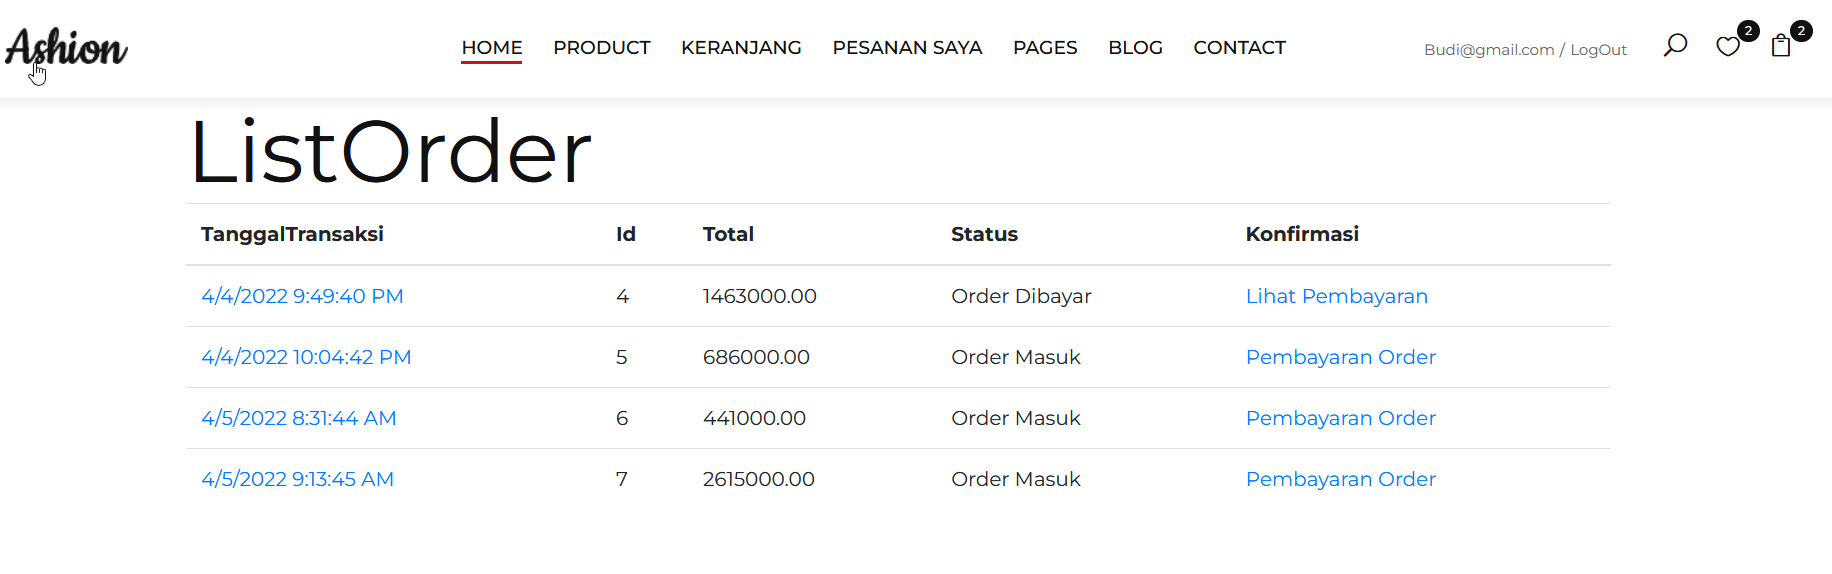 Ashion HOME PRODUCT KERANJANG PESANAN SAYA PAGES BLOG CONTACT Budi@gmail.com / LogOut 2 2
ListOrder
TanggalTransaksi Id Total Status Konfirmasi
4/4/2022 9:49:40 PM 4 1463000.00 Order Dibayar Lihat Pembayaran
4/4/2022 10:04:42 PM 5 686000.00 Order Masuk Pembayaran Order
4/5/2022 8:31:44 AM 6 441000.00 Order Masuk Pembayaran Order
4/5/2022 9:13:45 AM 7 2615000.00 Order Masuk Pembayaran Order